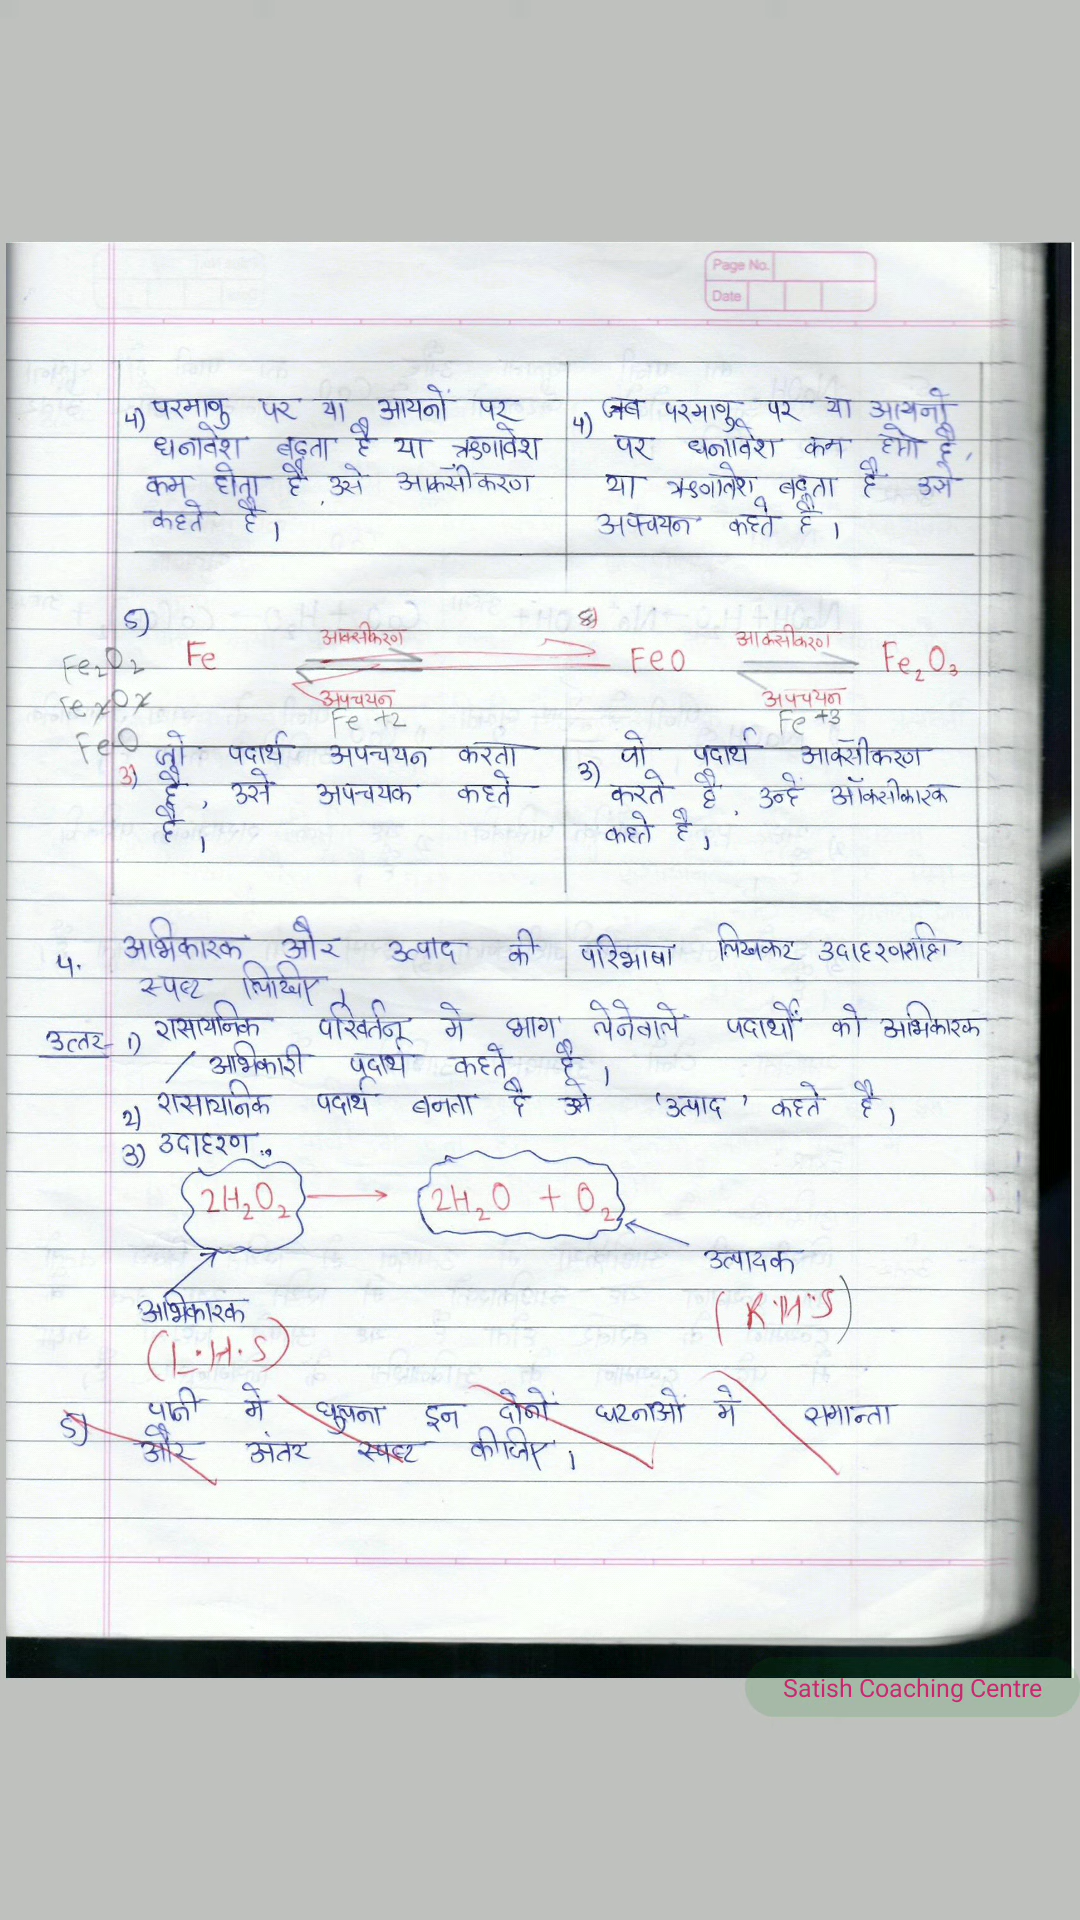 Page No.
Date
4) परमाणु पर या आयनों पर
धनावेश बढ़ता है या ऋणावेश
कम होता है, उसे आक्सीकरण
कहते है।
4) जब परमाणु पर या आयनो
पर धनावेश कम होगे है,
या ऋणावेश बढ़ता है उसे
अपचयन कहते है।
5)
Fe₂O₂ Fe आक्सीकरण FeO आक्सीकरण Fe₂O₃
FexOx अपचयन अपचयन
Fe +2 Fe +3
FeO
3) जो पदार्थ अपचयन करता
है, उसे अपचयक कहते
है।
3) जो पदार्थ आक्सीकरण
करते है, उन्हें ऑक्सीकारक
कहते है।
4. अभिकारक और उत्पाद की परिभाषा लिखकर उदाहरणसहित
स्पष्ट लिखिए।
उत्तर- 1) रासायनिक परिवर्तन में भाग लेनेवाले पदार्थों को अभिकारक
/ अभिकारी पदार्थ कहते है।
2) रासायनिक पदार्थ बनता है उसे 'उत्पाद' कहते है।
3) उदाहरण..
2H₂O₂ → 2H₂O + O₂
उत्पादक
(R.H.S)
अभिकारक
(L.H.S)
5) पानी में घुलना इन दोनों घटनाओं में समान्ता
और अंतर स्पष्ट कीजिए।
Satish Coaching Centre